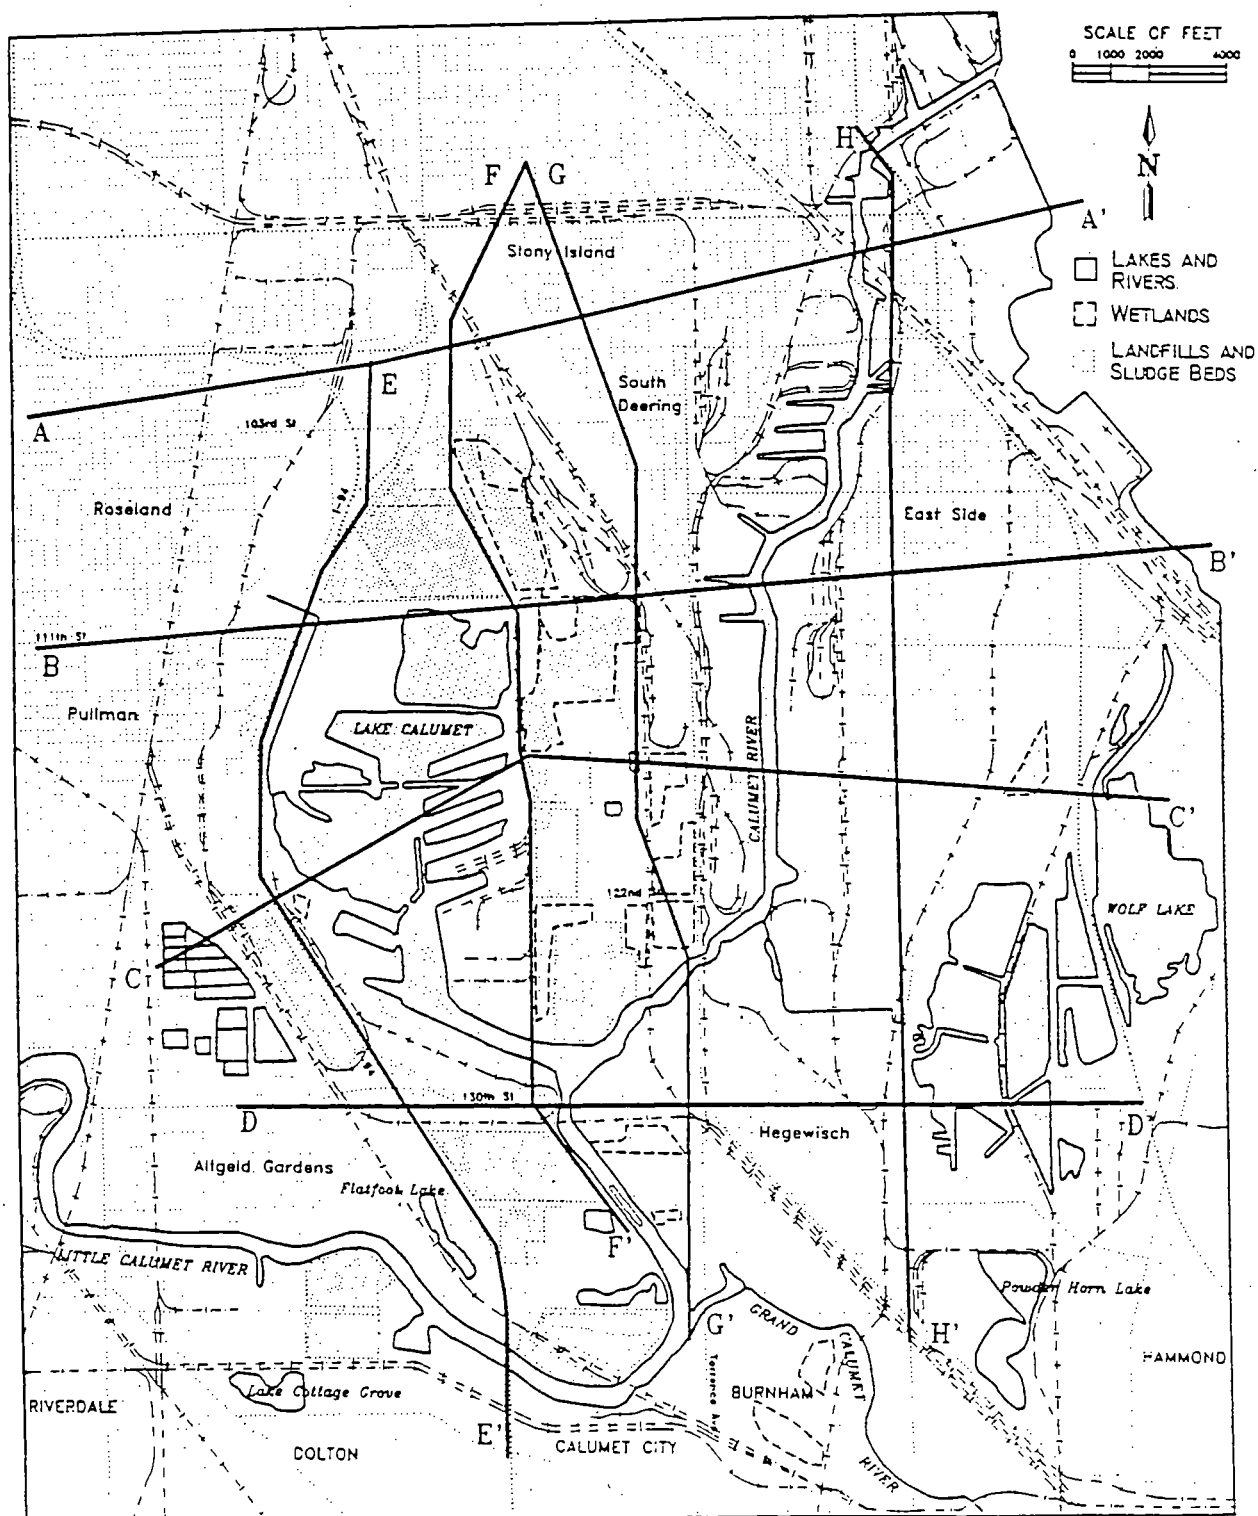 SCALE OF FEET
0 1000 2000 4000
N
LAKES AND
RIVERS.
WETLANDS
LANDFILLS AND
SLUDGE BEDS
H
F G
A'
Stony Island
E
South
Deering
A
103rd St
I-94
Roseland
East Side
B'
111th St
B
Pullman
LAKE CALUMET
CALUMET RIVER
C'
122nd
WOLF LAKE
C
94
130th St
D
D'
Hegewisch
Altgeld Gardens
Flatfook Lake
F'
LITTLE CALUMET RIVER
Powder Horn Lake
G'
GRAND
CALUMET
RIVER
H'
HAMMOND
Torrence Ave
BURNHAM
RIVERDALE
Lake Cottage Grove
E'
DOLTON
CALUMET CITY